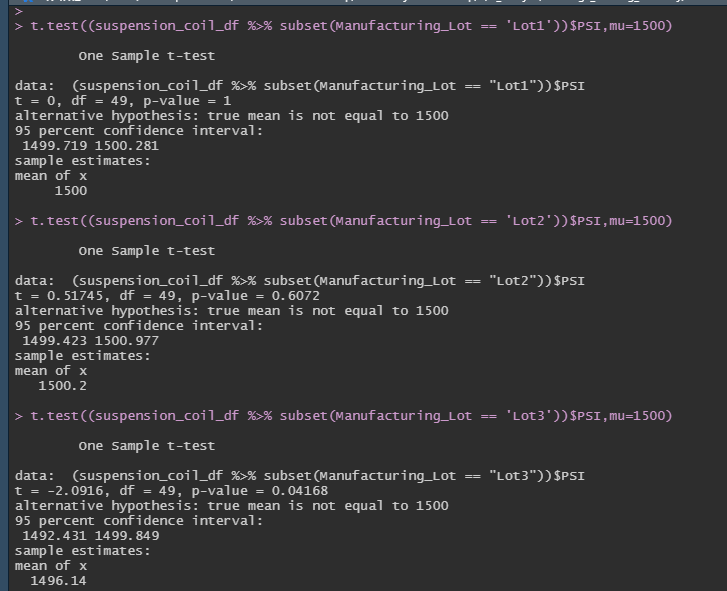 >
> t.test((suspension_coil_df %>% subset(Manufacturing_Lot == 'Lot1'))$PSI,mu=1500)
One Sample t-test
data:  (suspension_coil_df %>% subset(Manufacturing_Lot == "Lot1"))$PSI
t = 0, df = 49, p-value = 1
alternative hypothesis: true mean is not equal to 1500
95 percent confidence interval:
1499.719 1500.281
sample estimates:
mean of x
1500
> t.test((suspension_coil_df %>% subset(Manufacturing_Lot == 'Lot2'))$PSI,mu=1500)
One Sample t-test
data:  (suspension_coil_df %>% subset(Manufacturing_Lot == "Lot2"))$PSI
t = 0.51745, df = 49, p-value = 0.6072
alternative hypothesis: true mean is not equal to 1500
95 percent confidence interval:
1499.423 1500.977
sample estimates:
mean of x
1500.2
> t.test((suspension_coil_df %>% subset(Manufacturing_Lot == 'Lot3'))$PSI,mu=1500)
One Sample t-test
data:  (suspension_coil_df %>% subset(Manufacturing_Lot == "Lot3"))$PSI
t = -2.0916, df = 49, p-value = 0.04168
alternative hypothesis: true mean is not equal to 1500
95 percent confidence interval:
1492.431 1499.849
sample estimates:
mean of x
1496.14